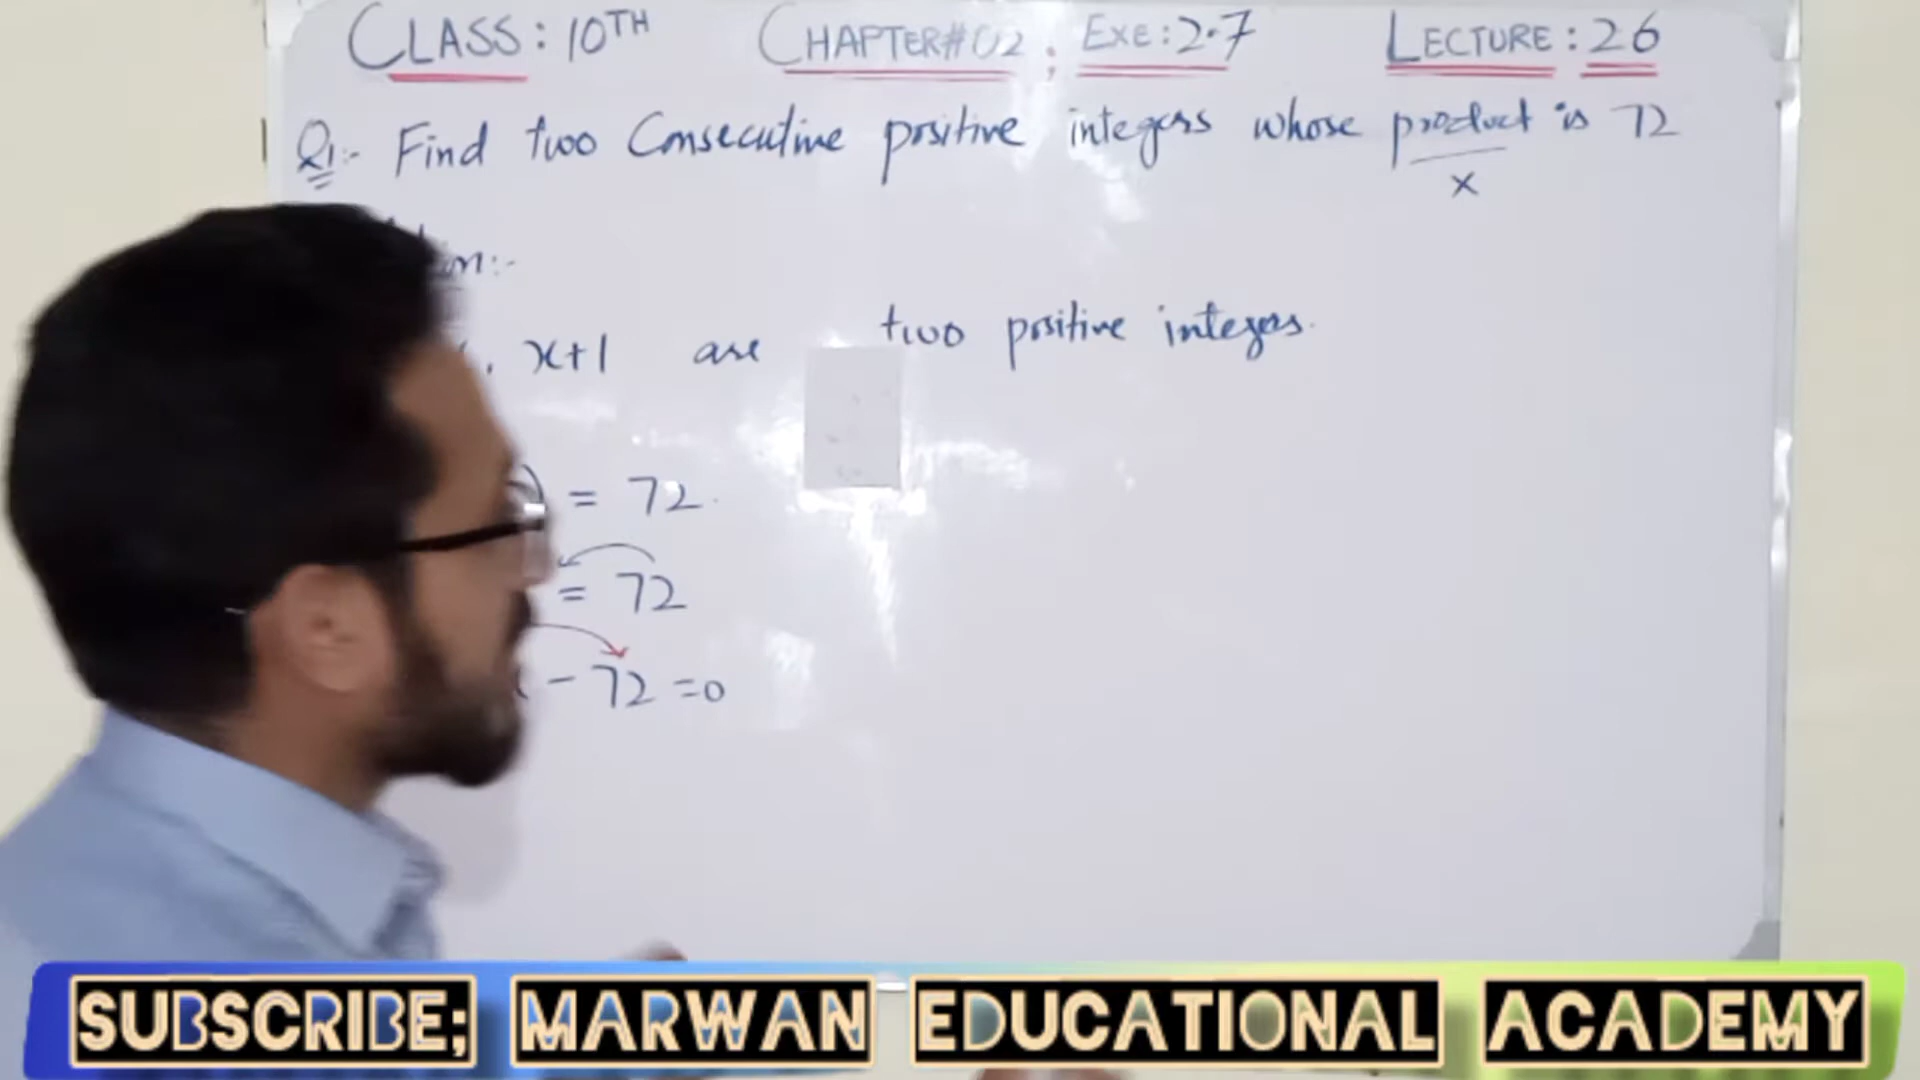 CLASS: 10TH CHAPTER#02; EXE:2.7 LECTURE: 26
Q1:- Find two Consecutive positive integers whose product is 72
x
, x+1 are two positive integers.
) = 72
= 72
- 72 =0
SUBSCRIBE; MARWAN EDUCATIONAL ACADEMY